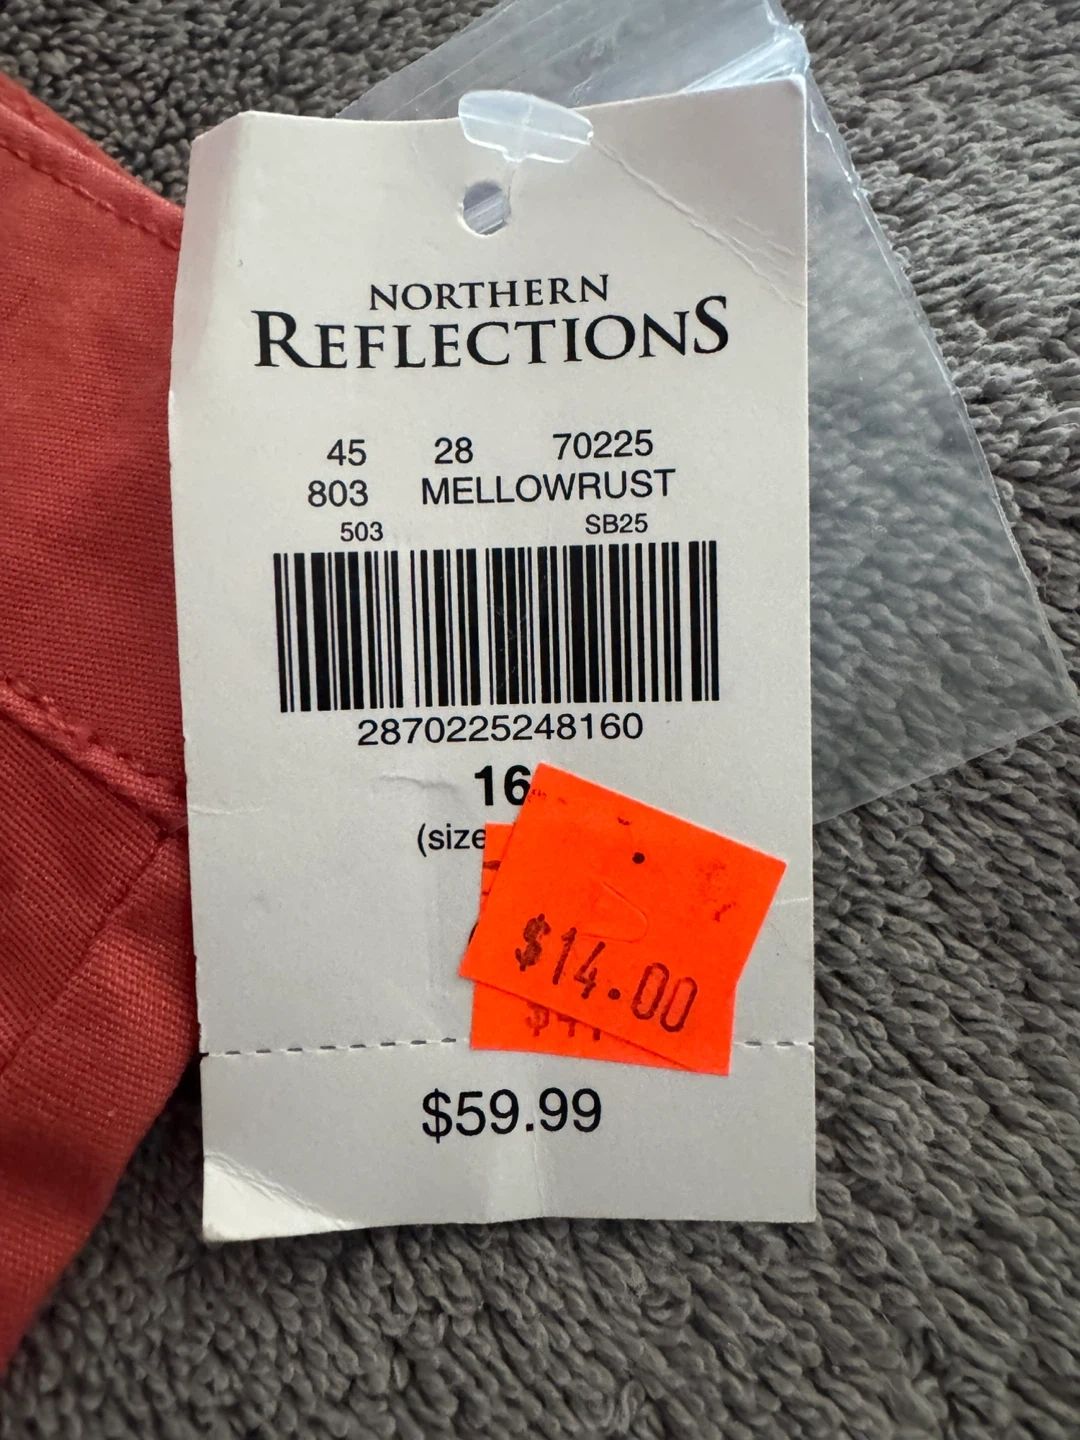 NORTHERN
REFLECTIONS
45 28 70225
803 MELLOWRUST
503 SB25
2870225248160
16
(size
$14.00
$59.99